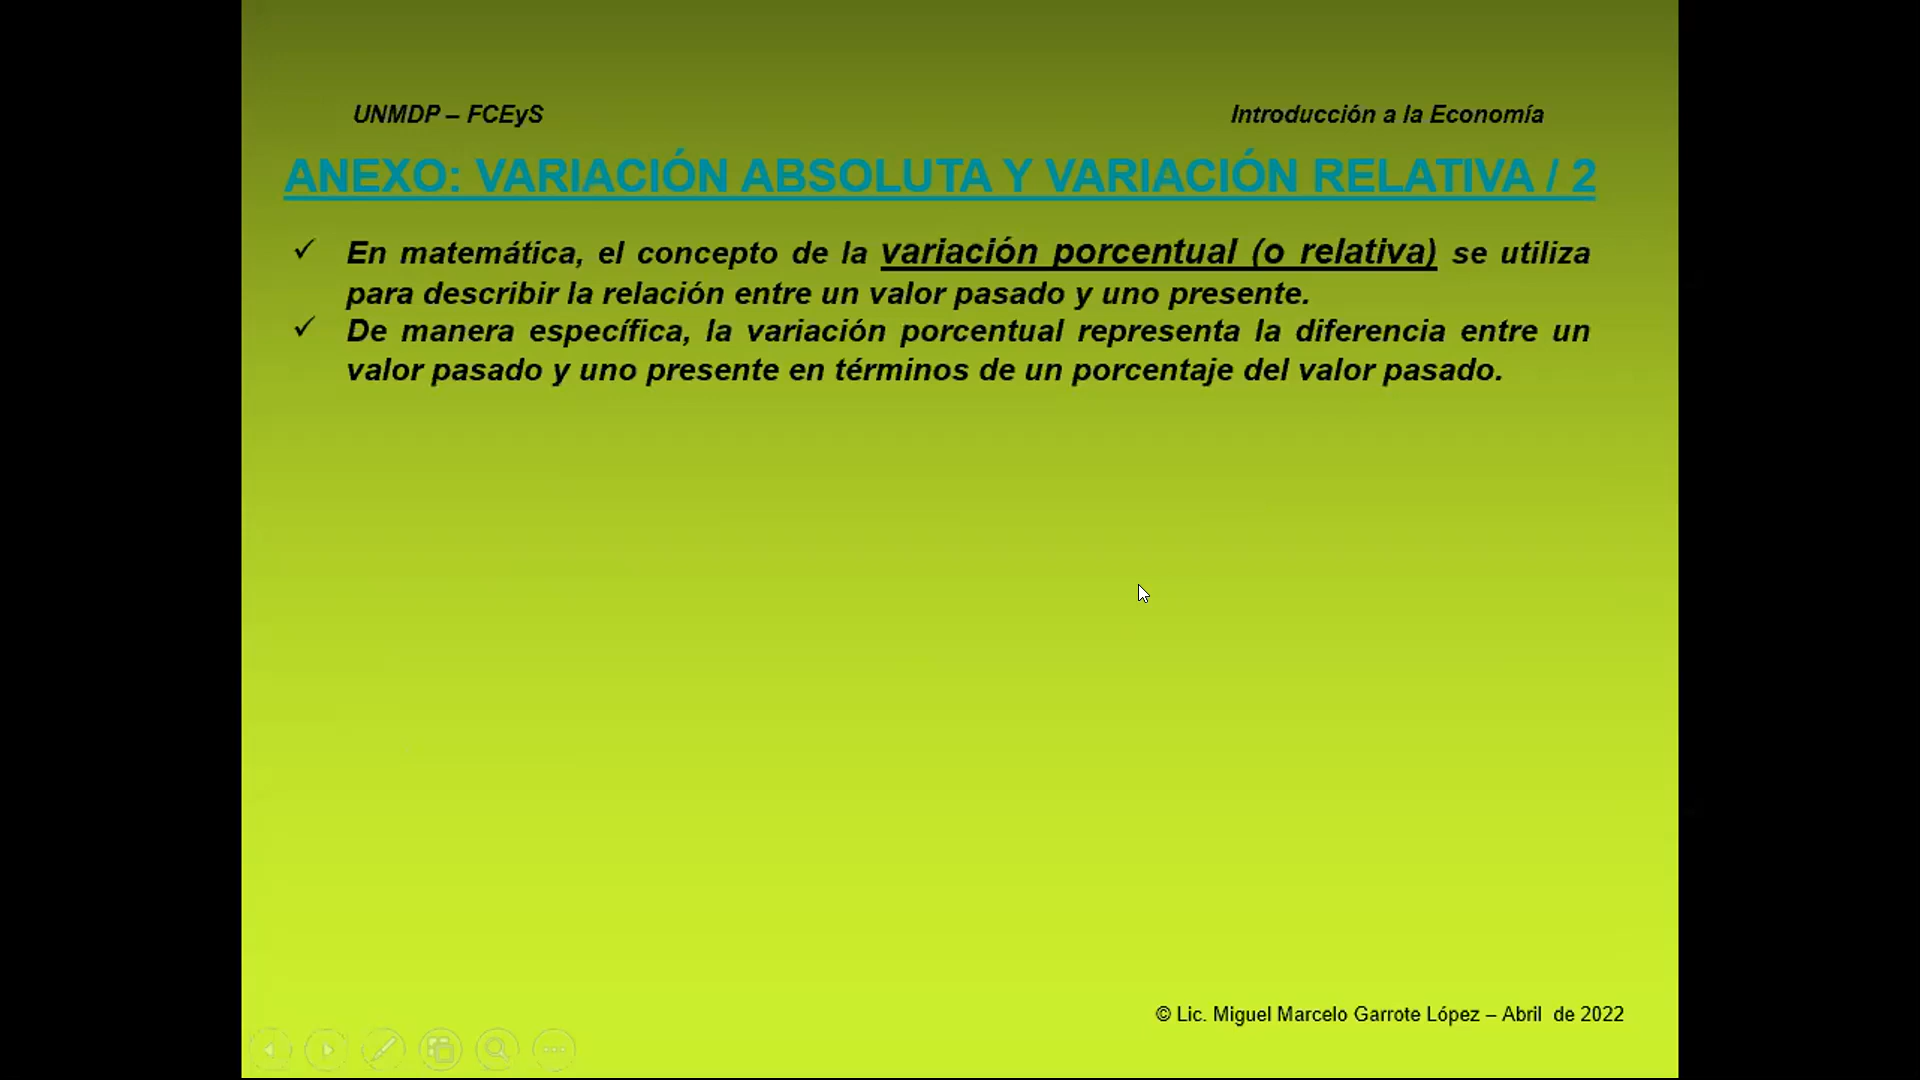 UNMDP – FCEyS
Introducción a la Economía
ANEXO: VARIACIÓN ABSOLUTA Y VARIACIÓN RELATIVA / 2
✓ En matemática, el concepto de la variación porcentual (o relativa) se utiliza
para describir la relación entre un valor pasado y uno presente.
✓ De manera específica, la variación porcentual representa la diferencia entre un
valor pasado y uno presente en términos de un porcentaje del valor pasado.
© Lic. Miguel Marcelo Garrote López – Abril de 2022